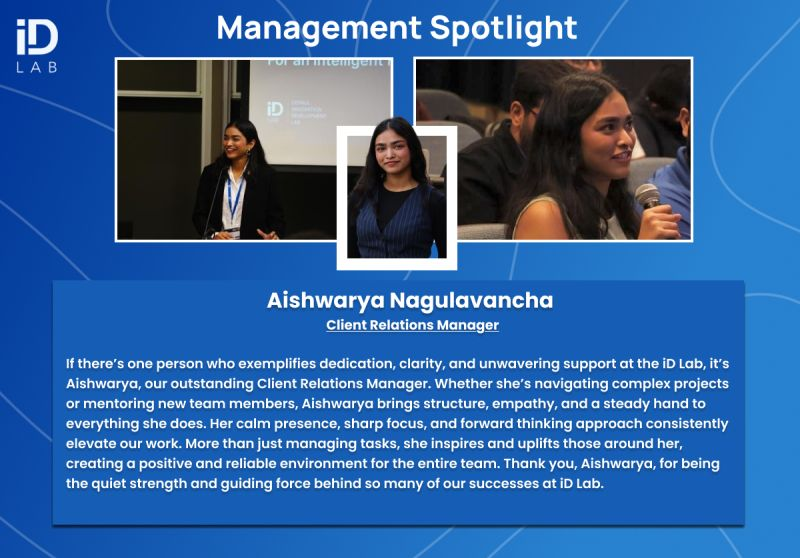 iD
LAB
Management Spotlight
For an Intelligent
iD
LAB
Aishwarya Nagulavancha
Client Relations Manager
If there’s one person who exemplifies dedication, clarity, and unwavering support at the iD Lab, it’s
Aishwarya, our outstanding Client Relations Manager. Whether she’s navigating complex projects
or mentoring new team members, Aishwarya brings structure, empathy, and a steady hand to
everything she does. Her calm presence, sharp focus, and forward thinking approach consistently
elevate our work. More than just managing tasks, she inspires and uplifts those around her,
creating a positive and reliable environment for the entire team. Thank you, Aishwarya, for being
the quiet strength and guiding force behind so many of our successes at iD Lab.